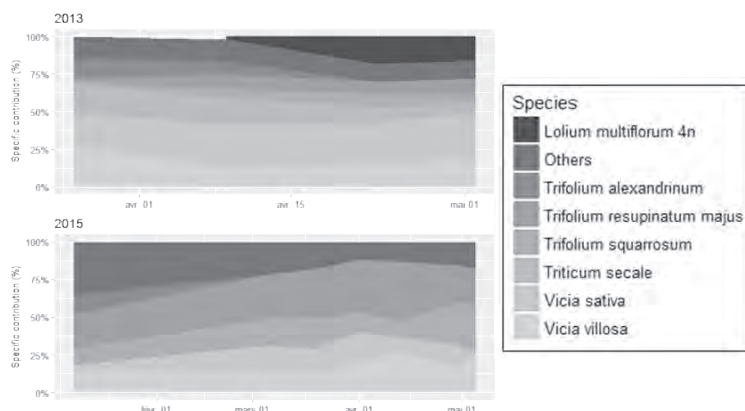 2013
100%
75%
50%
25%
0%
Specific contribution (%)
avr. 01
avr. 15
mai 01
2015
100%
75%
50%
25%
0%
Specific contribution (%)
févr. 01
mars 01
avr. 01
mai 01
Species
Lolium multiflorum 4n
Others
Trifolium alexandrinum
Trifolium resupinatum majus
Trifolium squarrosum
Triticum secale
Vicia sativa
Vicia villosa